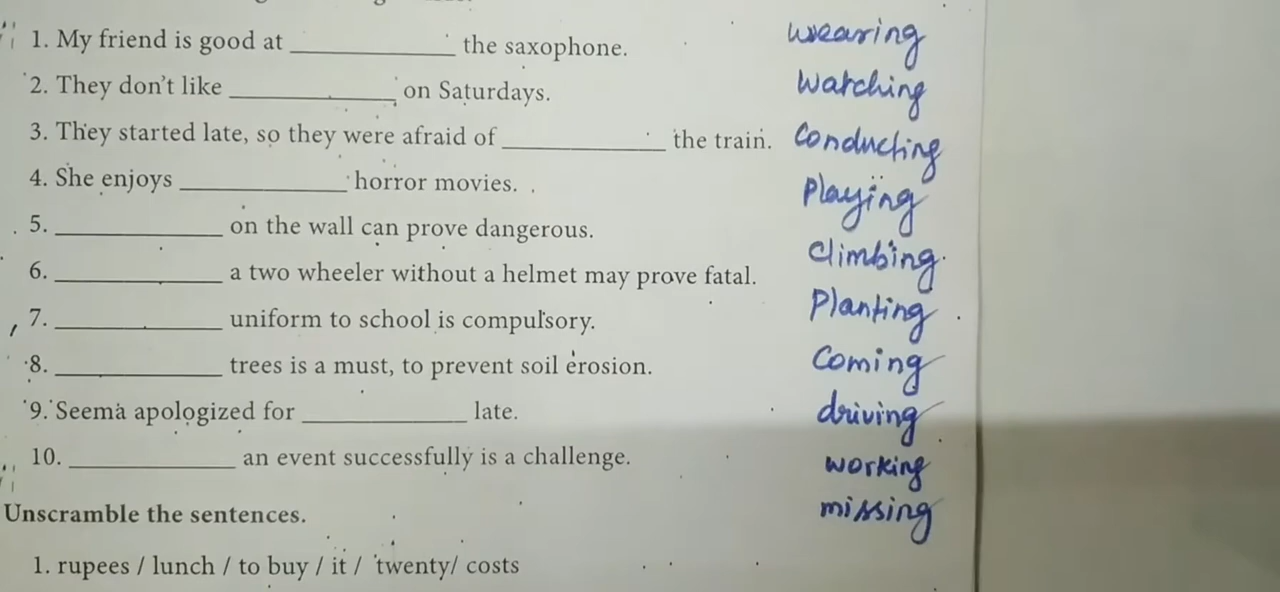 1. My friend is good at ____________ the saxophone.
wearing
2. They don't like ____________ on Saturdays.
watching
3. They started late, so they were afraid of ____________ the train.
Conducting
4. She enjoys ____________ horror movies.
Playing
5. ____________ on the wall can prove dangerous.
Climbing.
6. ____________ a two wheeler without a helmet may prove fatal.
Planting
7. ____________ uniform to school is compulsory.
8. ____________ trees is a must, to prevent soil erosion.
Coming
9. Seema apologized for ____________ late.
driving
10. ____________ an event successfully is a challenge.
working
Unscramble the sentences.
missing
1. rupees / lunch / to buy / it / twenty/ costs